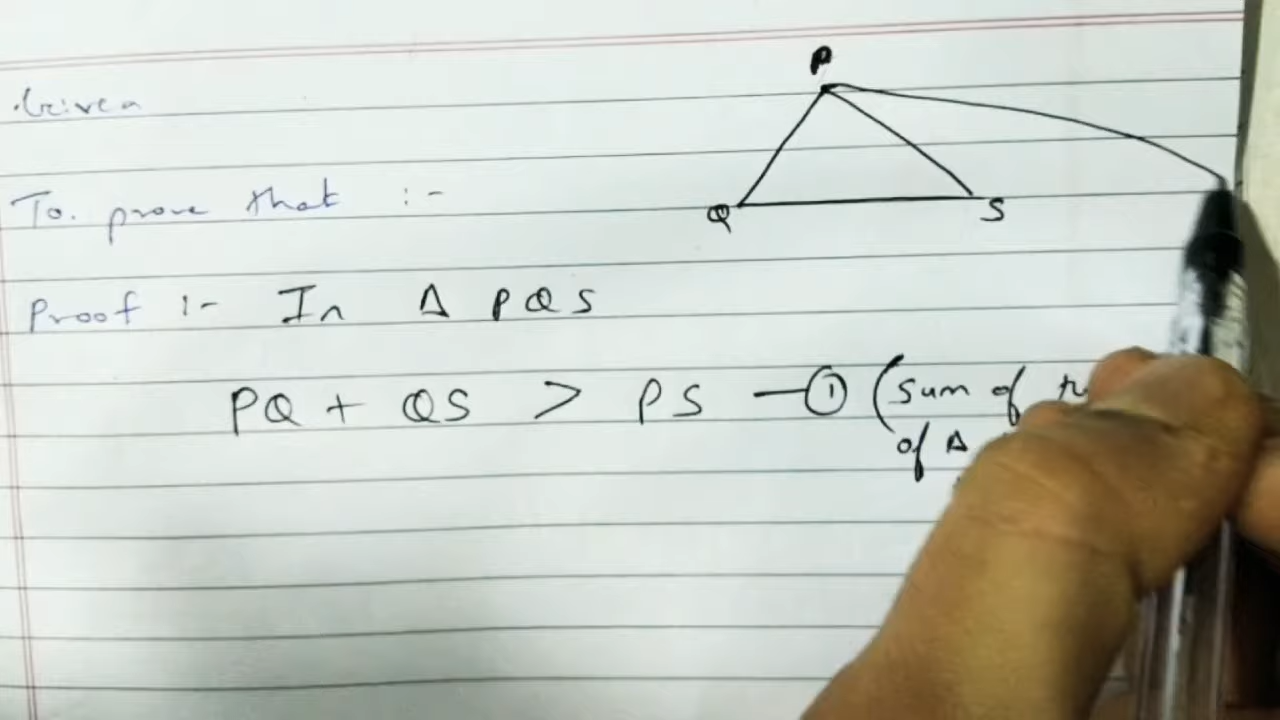 P
Given
Q S
To. prove that :-
Proof :- In Δ PQS
PQ + QS > PS —① (sum of
of Δ